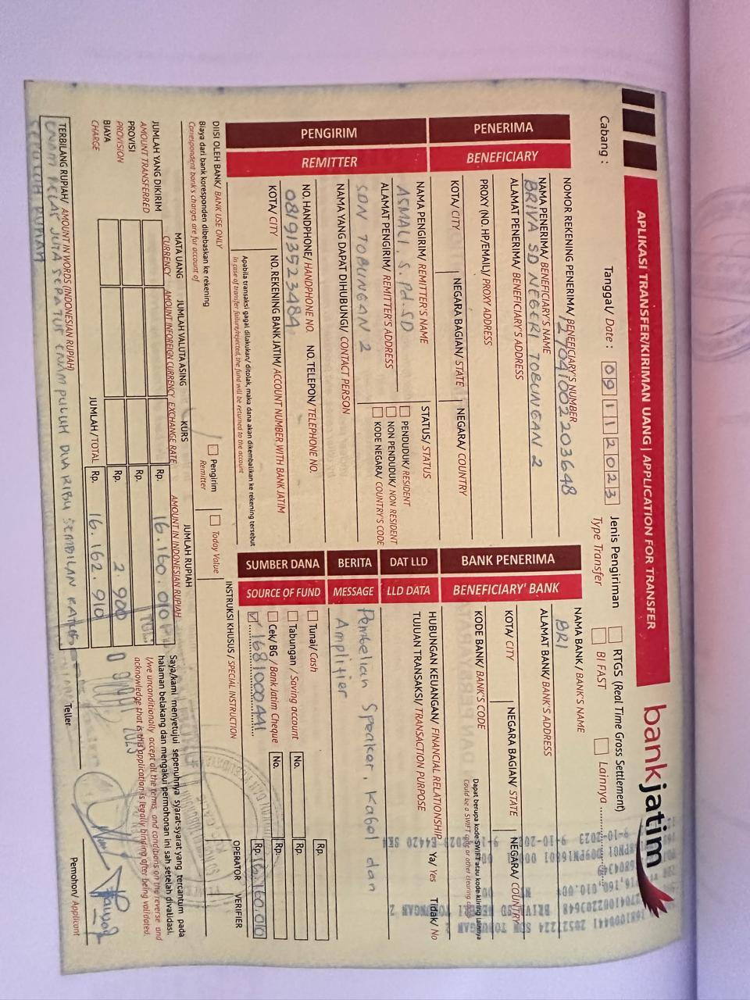 APLIKASI TRANSFER/KIRIMAN UANG | APPLICATION FOR TRANSFER
bankjatim
Cabang :
Tanggal/ Date : 09 11 2023
Jenis Pengiriman
Type Transfer
RTGS (Real Time Gross Settlement)
BI FAST
Lainnya
PENERIMA
BENEFICIARY
NOMOR REKENING PENERIMA/ BENEFICIARY'S NUMBER
127041002203648
NAMA PENERIMA/ BENEFICIARY'S NAME
BRIVA SD NEGERI TOBUNGAN 2
ALAMAT PENERIMA/ BENEFICIARY'S ADDRESS
PROXY (NO. HP/EMAIL)/ PROXY ADDRESS
KOTA/ CITY
NEGARA BAGIAN/ STATE
NEGARA/ COUNTRY
BANK PENERIMA
BENEFICIARY' BANK
NAMA BANK / BANK'S NAME
BRI
ALAMAT BANK/ BANK'S ADDRESS
KOTA/ CITY
NEGARA BAGIAN/ STATE
NEGARA/ COUNTRY
KODE BANK/ BANK'S CODE
Dapat berupa kode SWIFT atau kode kliring lainnya
Could be a SWIFT code or other clearing code
PENGIRIM
REMITTER
NAMA PENGIRIM/ REMITTER'S NAME
ASMALI, S.Pd.SD
ALAMAT PENGIRIM/ REMITTER'S ADDRESS
SDN TOBUNGAN 2
STATUS/ STATUS
PENDUDUK/ RESIDENT
NON PENDUDUK/ NON RESIDENT
KODE NEGARA/ COUNTRY'S CODE
NAMA YANG DAPAT DIHUBUNGI/ CONTACT PERSON
NO. HANDPHONE/ HANDPHONE NO.
NO. TELEPON/ TELEPHONE NO.
081913923484
KOTA/ CITY
NO. REKENING BANK JATIM/ ACCOUNT NUMBER WITH BANK JATIM
Apabila transaksi gagal dilakukan/ ditolak, maka dana akan dikembalikan ke rekening tersebut
In case of transfer failure/rejected, the fund will be returned to the account
DAT LLD
LLD DATA
HUBUNGAN KEUANGAN/ FINANCIAL RELATIONSHIP
Ya/ Yes
Tidak/ No
TUJUAN TRANSAKSI/ TRANSACTION PURPOSE
BERITA
MESSAGE
Pembelian Speaker, Kabel dan
Amplifier
SUMBER DANA
SOURCE OF FUND
Tunai/ Cash
Rp.
Tabungan / Saving account
No.
Rp.
Cek/ BG / Bank Jatim Cheque
No.
Rp.
1681000441
Rp. 16.160.010
DIISI OLEH BANK/ BANK USE ONLY
Biaya dari bank koresponden dibebaskan ke rekening
Correspondent bank's charges are for account of
Pengirim
Remitter
Today Value
INSTRUKSI KHUSUS / SPECIAL INSTRUCTION
OPERATOR
VERIFIER
MATA UANG
CURRENCY
JUMLAH VALUTA ASING
AMOUNT INFOREIGN CURRENCY
KURS
EXCHANGE RATE
JUMLAH RUPIAH
AMOUNT IN INDONESIAN RUPIAH
JUMLAH YANG DIKIRIM
AMOUNT TRANSFERRED
Rp. 16.160.010
PROVISI
PROVISION
Rp.
BIAYA
CHARGE
Rp. 2.900
JUMLAH / TOTAL
Rp. 16.162.910
TERBILANG RUPIAH/ AMOUNT IN WORDS (INDONESIAN RUPIAH)
ENAM BELAS JUTA SERATUS ENAM PULUH DUA RIBU SEMBILAN RATUS
SEPULUH RUPIAH
Saya/kami menyetujui sepenuhnya syarat-syarat yang tercantum pada
halaman belakang dan mengakui permohonan ini sah setelah divalidasi.
I/we unconditionally accept all the terms and conditions on the reverse and
acknowledge that is this application is legally binding after being validated.
Teller
Pemohon/ Applicant